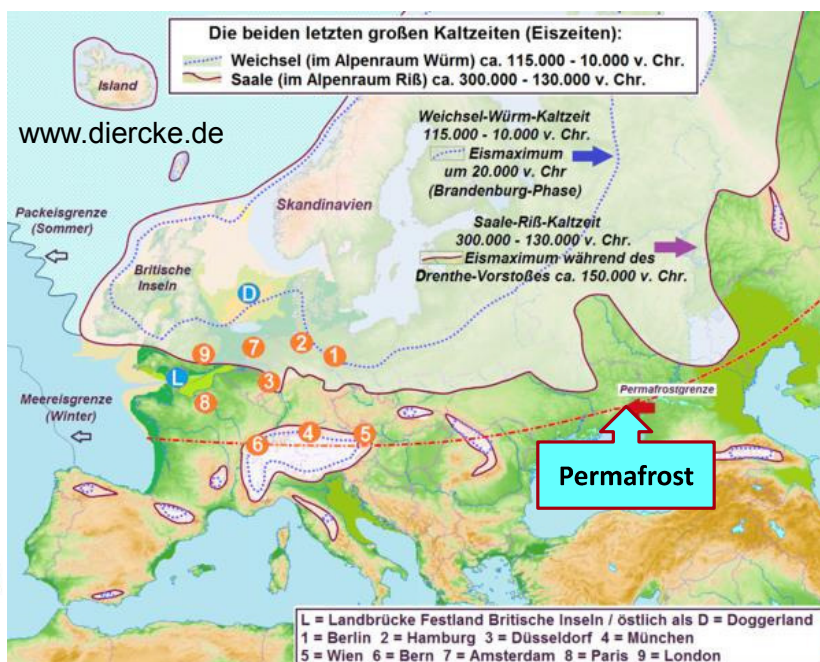 Die beiden letzten großen Kaltzeiten (Eiszeiten):
Weichsel (im Alpenraum Würm) ca. 115.000 - 10.000 v. Chr.
Saale (im Alpenraum Riß) ca. 300.000 - 130.000 v. Chr.
Island
www.diercke.de
Weichsel-Würm-Kaltzeit
115.000 - 10.000 v. Chr.
Eismaximum
um 20.000 v. Chr
(Brandenburg-Phase)
Skandinavien
Packeisgrenze
(Sommer)
Saale-Riß-Kaltzeit
300.000 - 130.000 v. Chr.
Eismaximum während des
Drenthe-Vorstoßes ca. 150.000 v. Chr.
Britische
Inseln
D
9
7
2
1
L
3
8
Meereisgrenze
(Winter)
Permafrostgrenze
6
4
5
Permafrost
L = Landbrücke Festland Britische Inseln / östlich als D = Doggerland
1 = Berlin 2 = Hamburg 3 = Düsseldorf 4 = München
5 = Wien 6 = Bern 7 = Amsterdam 8 = Paris 9 = London